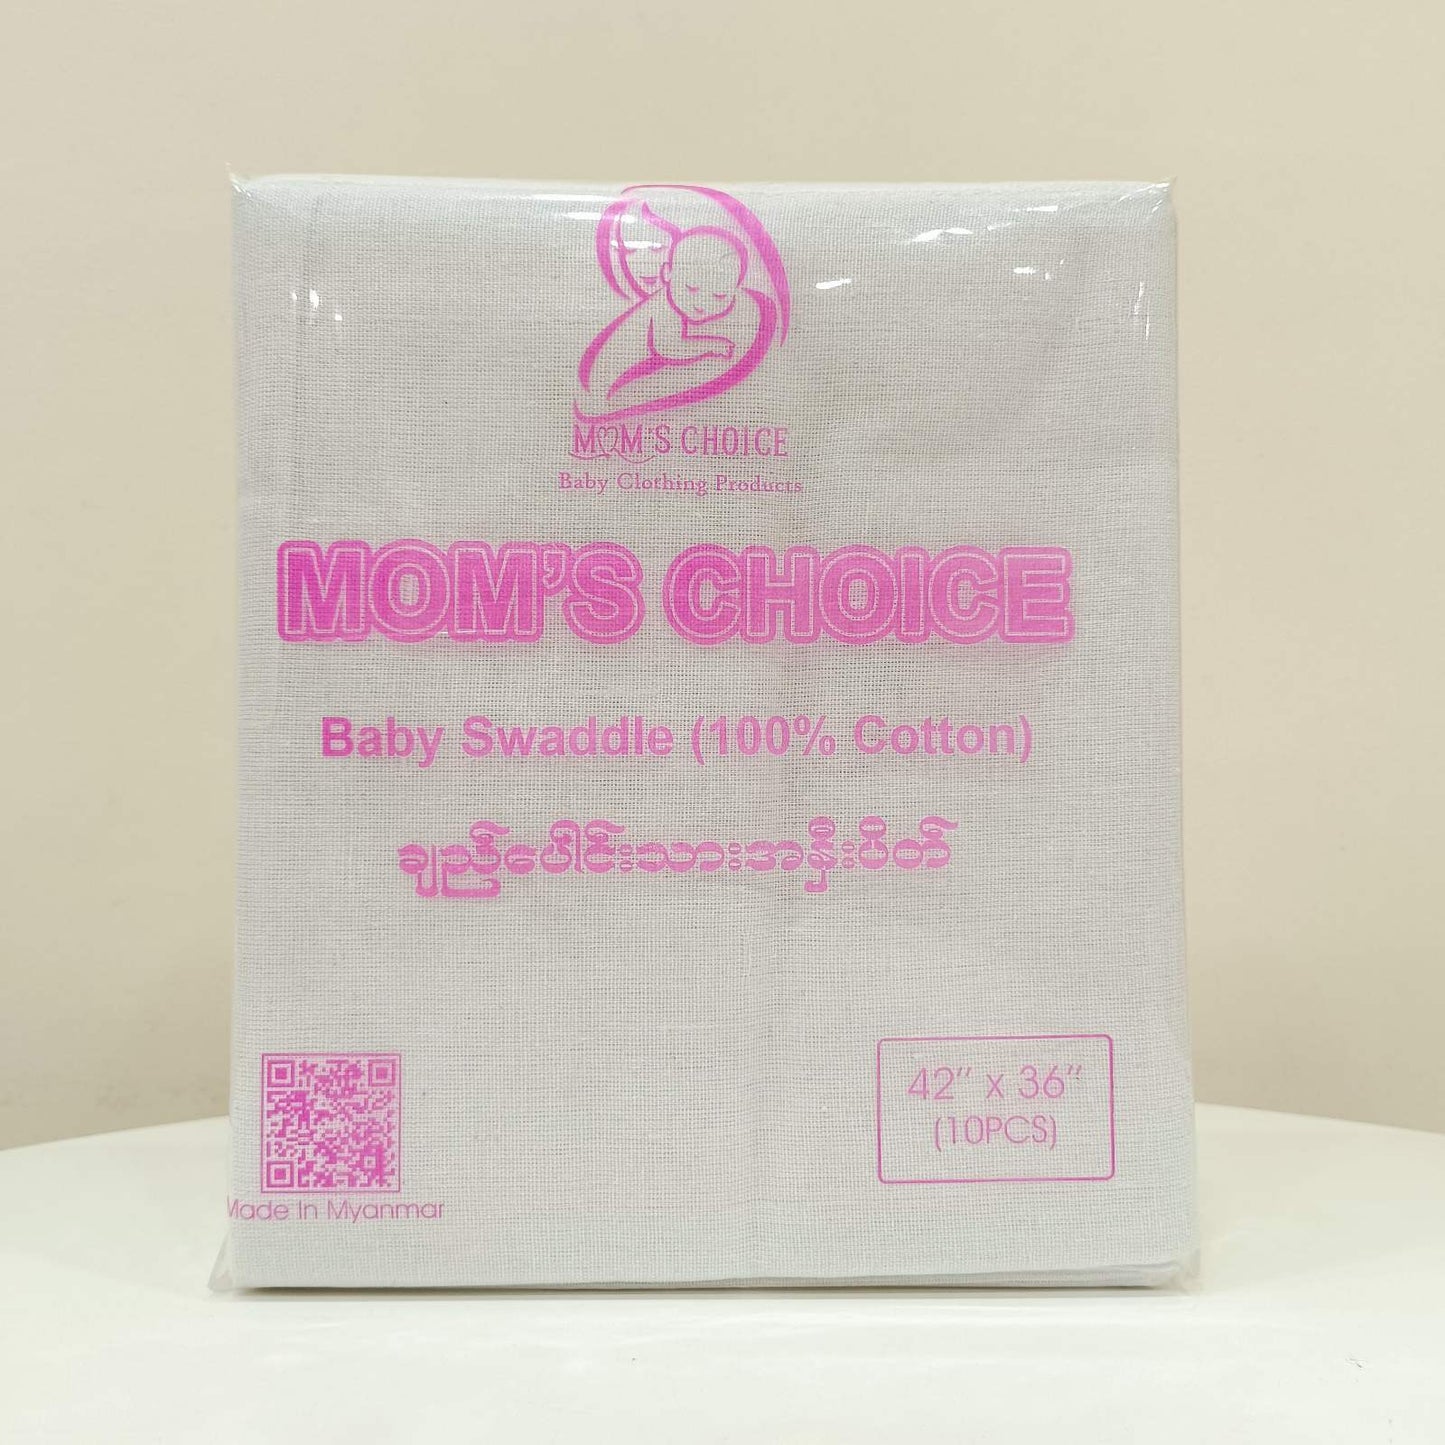 MOM'S CHOICE
Baby Clothing Products
MOM'S CHOICE
Baby Swaddle (100% Cotton)
ချည်ပေါင်းသားအနှီးပိတ်
42" x 36"
(10PCS)
Made In Myanmar